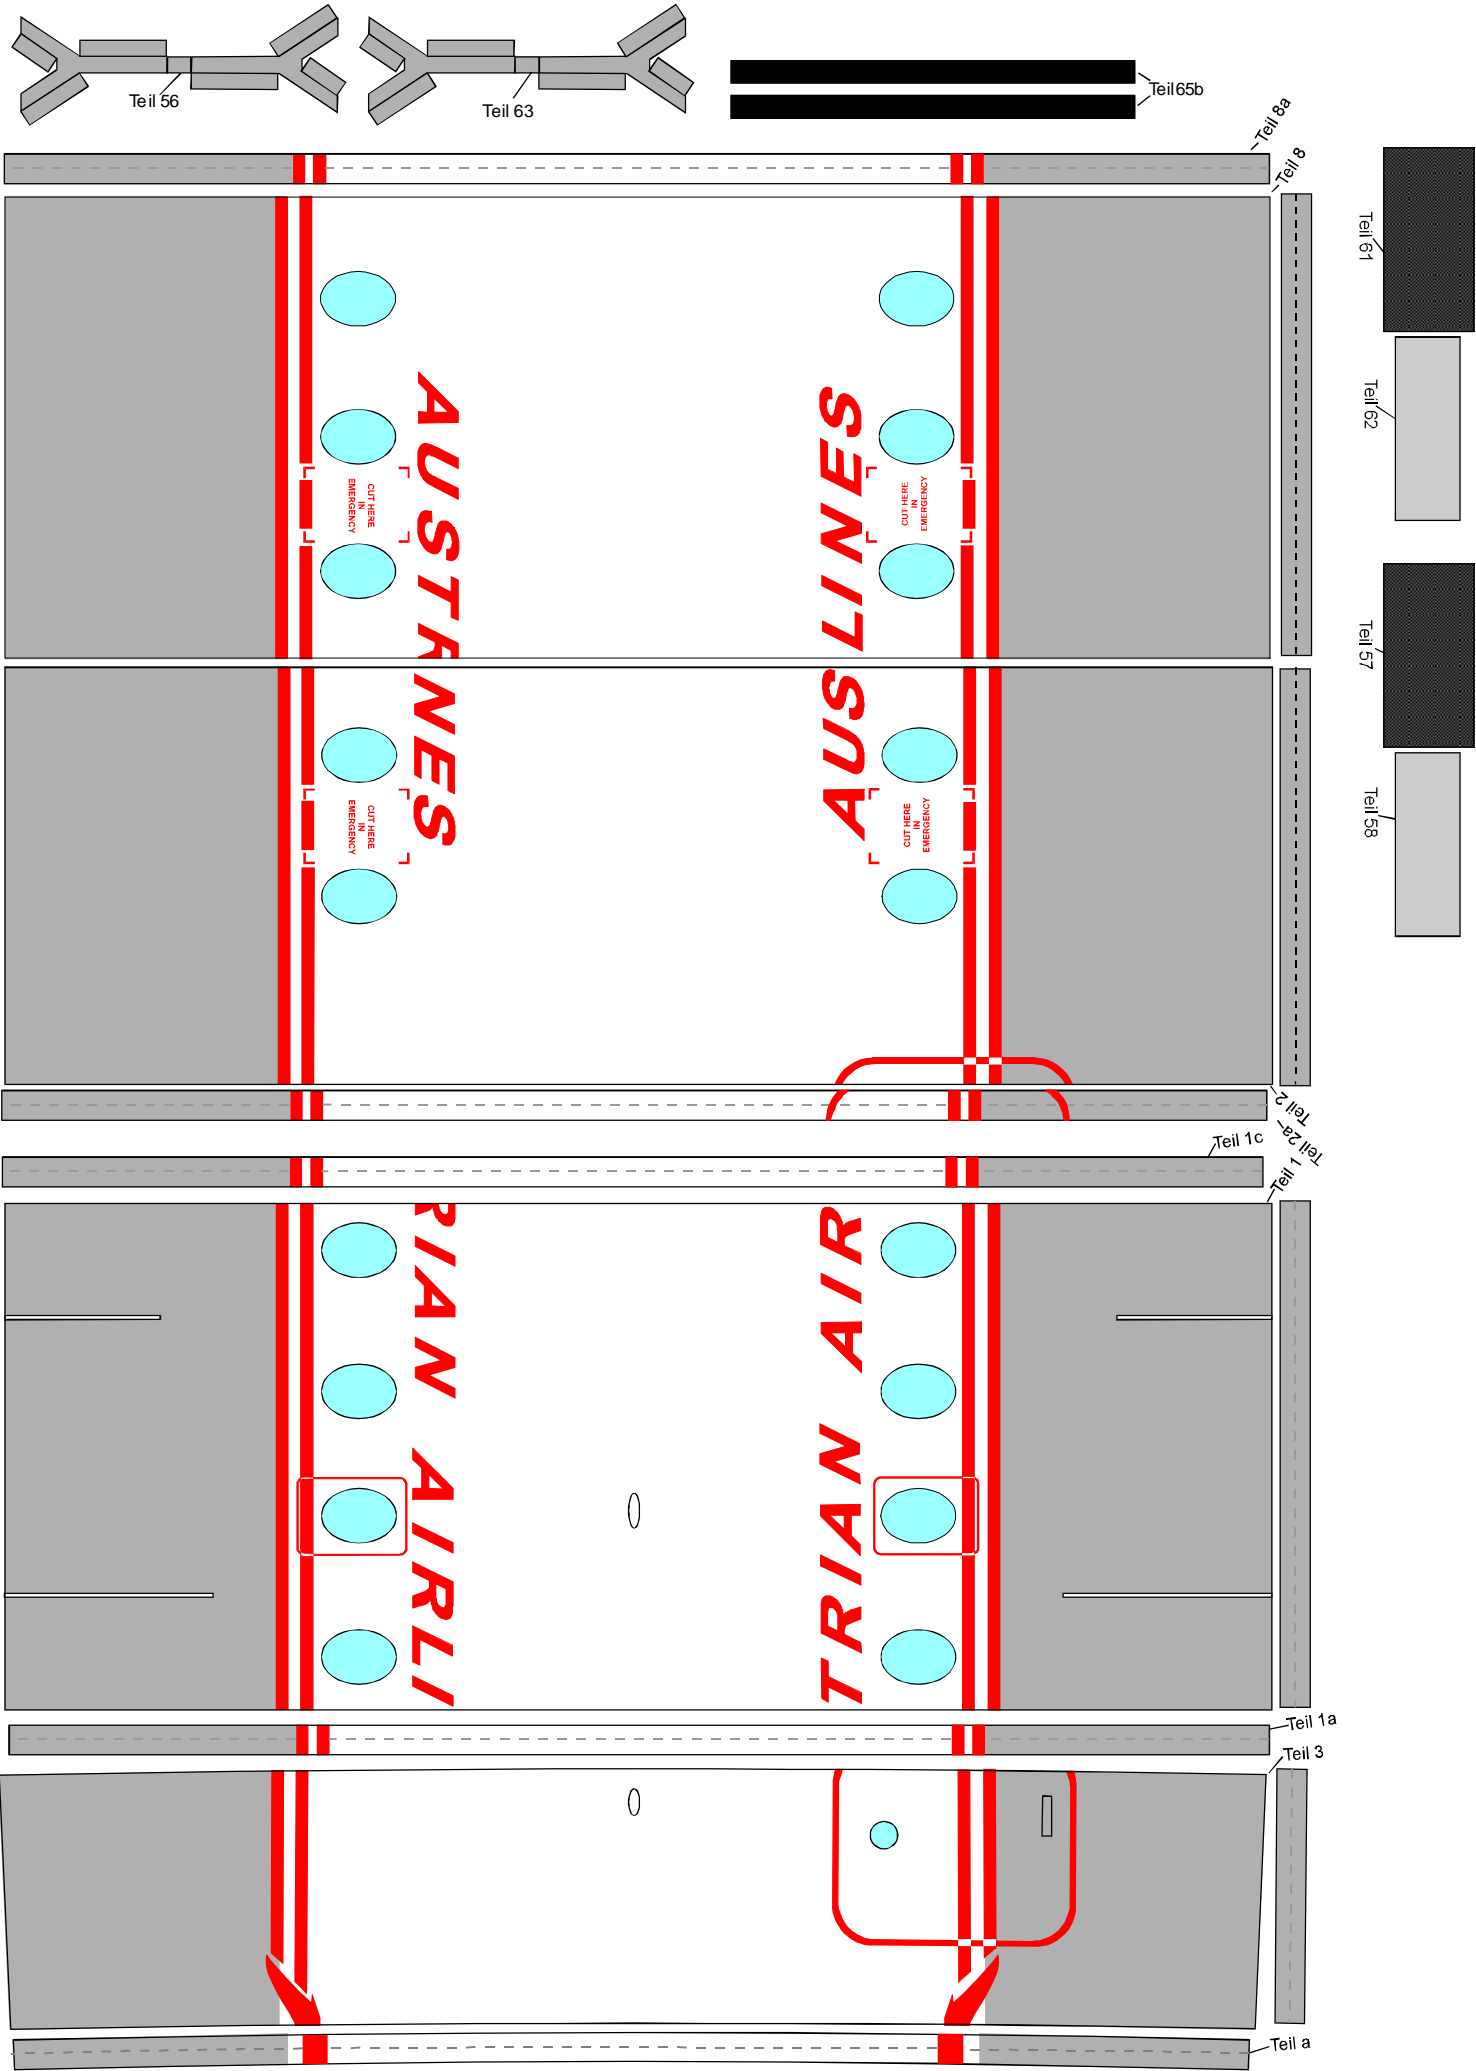 Teil 56
Teil 63
Teil65b
Teil 8a
Teil 8
Teil 61
Teil 62
Teil 57
Teil 58
AUSTR
LINES
CUT HERE
IN
EMERGENCY
CUT HERE
IN
EMERGENCY
NES
AUS
CUT HERE
IN
EMERGENCY
CUT HERE
IN
EMERGENCY
Teil 2
Teil 2a
Teil 1c
Teil 1
RIAN AIRLI
TRIAN AIR
Teil 1a
Teil 3
Teil a